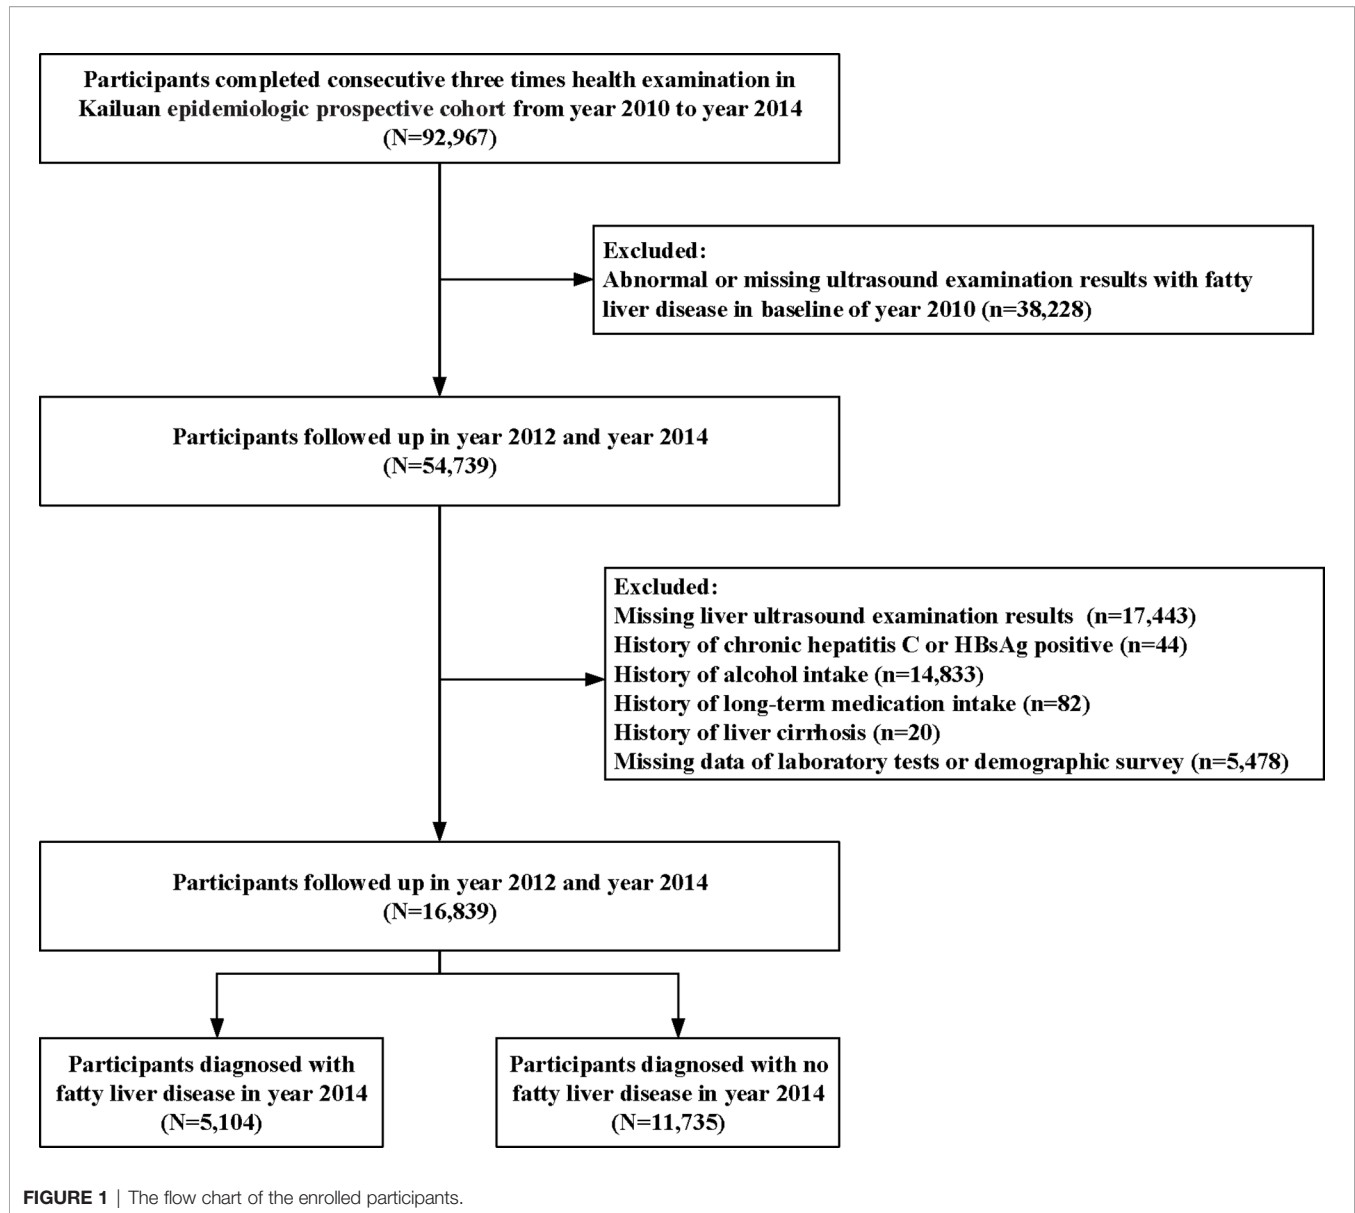 Participants completed consecutive three times health examination in
Kailuan epidemiologic prospective cohort from year 2010 to year 2014
(N=92,967)
Excluded:
Abnormal or missing ultrasound examination results with fatty
liver disease in baseline of year 2010 (n=38,228)
Participants followed up in year 2012 and year 2014
(N=54,739)
Excluded:
Missing liver ultrasound examination results (n=17,443)
History of chronic hepatitis C or HBsAg positive (n=44)
History of alcohol intake (n=14,833)
History of long-term medication intake (n=82)
History of liver cirrhosis (n=20)
Missing data of laboratory tests or demographic survey (n=5,478)
Participants followed up in year 2012 and year 2014
(N=16,839)
Participants diagnosed with
fatty liver disease in year 2014
(N=5,104)
Participants diagnosed with no
fatty liver disease in year 2014
(N=11,735)
FIGURE 1 | The flow chart of the enrolled participants.